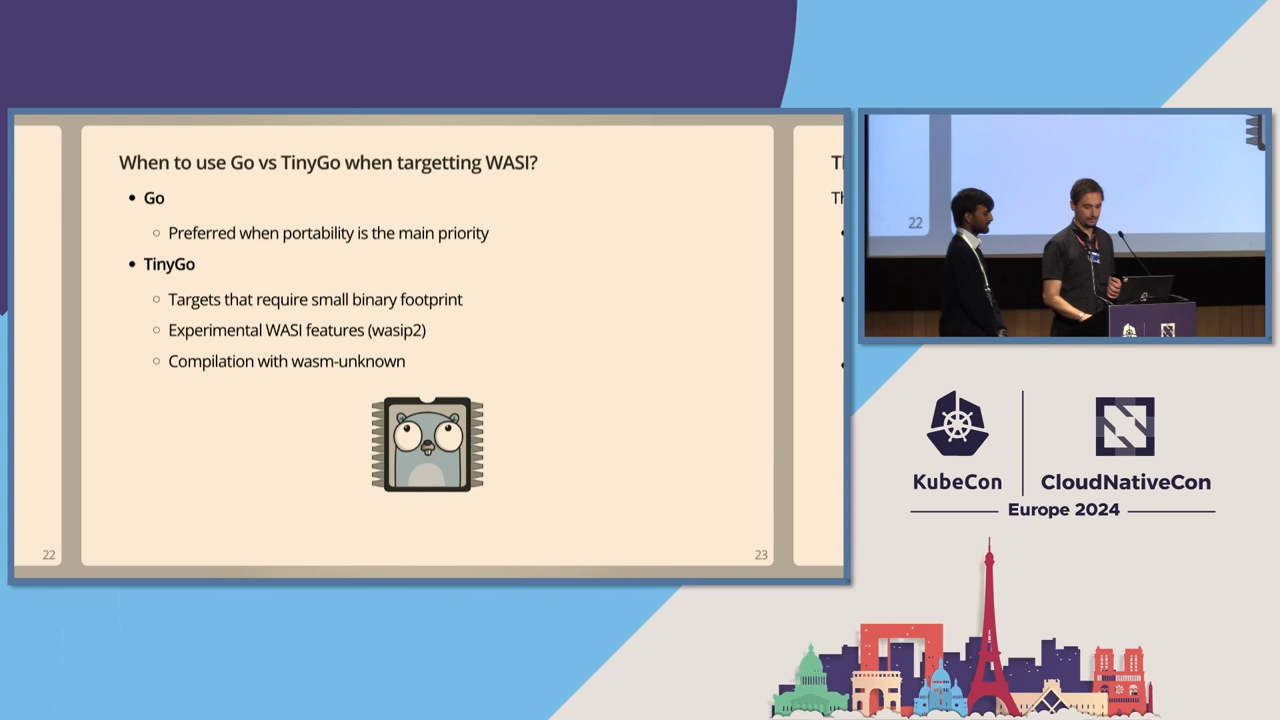 When to use Go vs TinyGo when targetting WASI?
Go
Preferred when portability is the main priority
TinyGo
Targets that require small binary footprint
Experimental WASI features (wasip2)
Compilation with wasm-unknown
22
23
Th
22
KubeCon
CloudNativeCon
Europe 2024